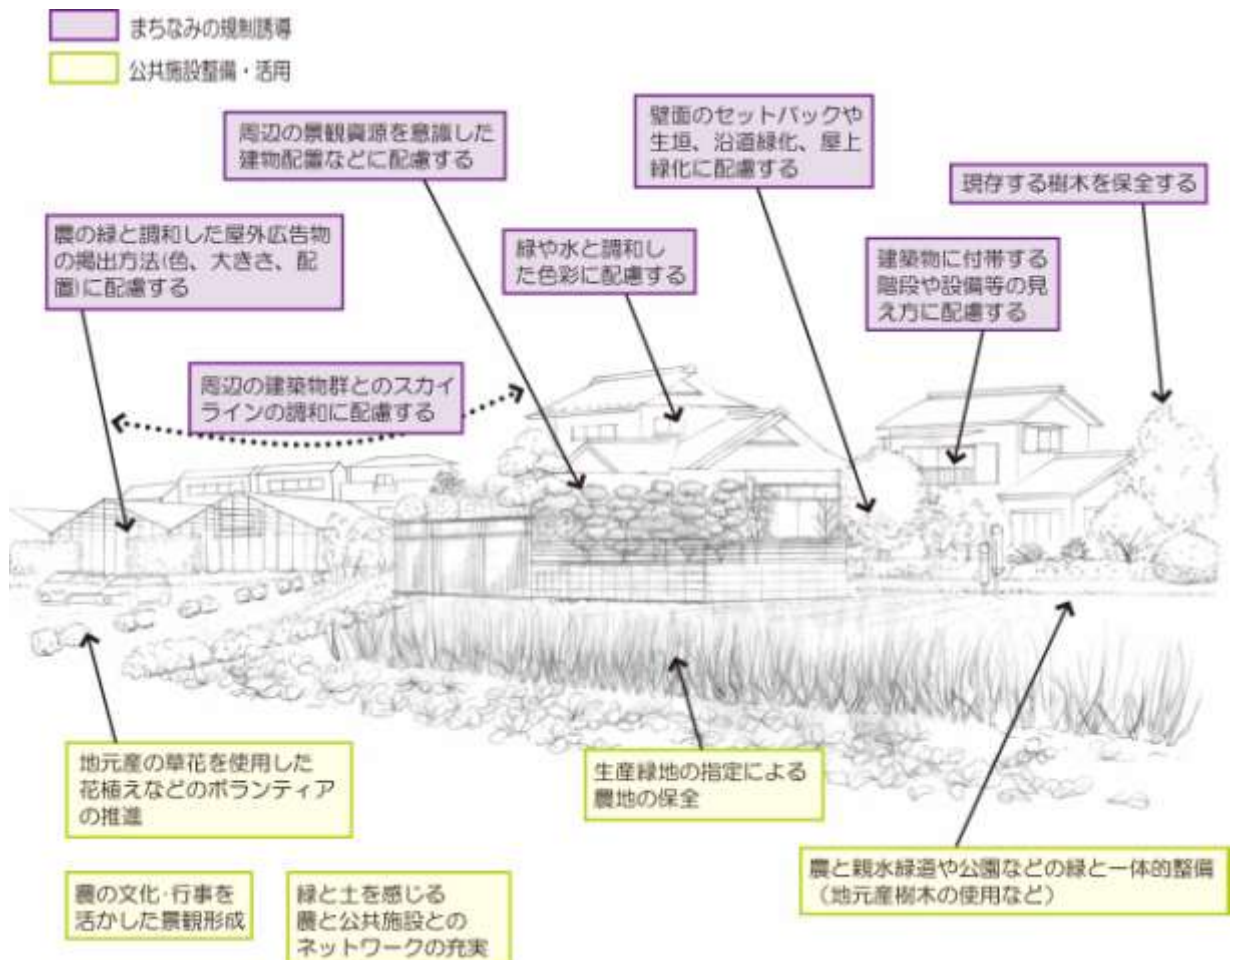 まちなみの規制誘導
公共施設整備・活用
周辺の景観資源を意識した
建物配置などに配慮する
壁面のセットバックや
生垣、沿道緑化、屋上
緑化に配慮する
現存する樹木を保全する
農の緑と調和した屋外広告物
の掲出方法(色、大きさ、配
置)に配慮する
緑や水と調和し
た色彩に配慮する
建築物に付帯する
階段や設備等の見
え方に配慮する
周辺の建築物群とのスカイ
ラインの調和に配慮する
地元産の草花を使用した
花植えなどのボランティア
の推進
生産緑地の指定による
農地の保全
農と親水緑道や公園などの緑と一体的整備
（地元産樹木の使用など）
農の文化・行事を
活かした景観形成
緑と土を感じる
農と公共施設との
ネットワークの充実